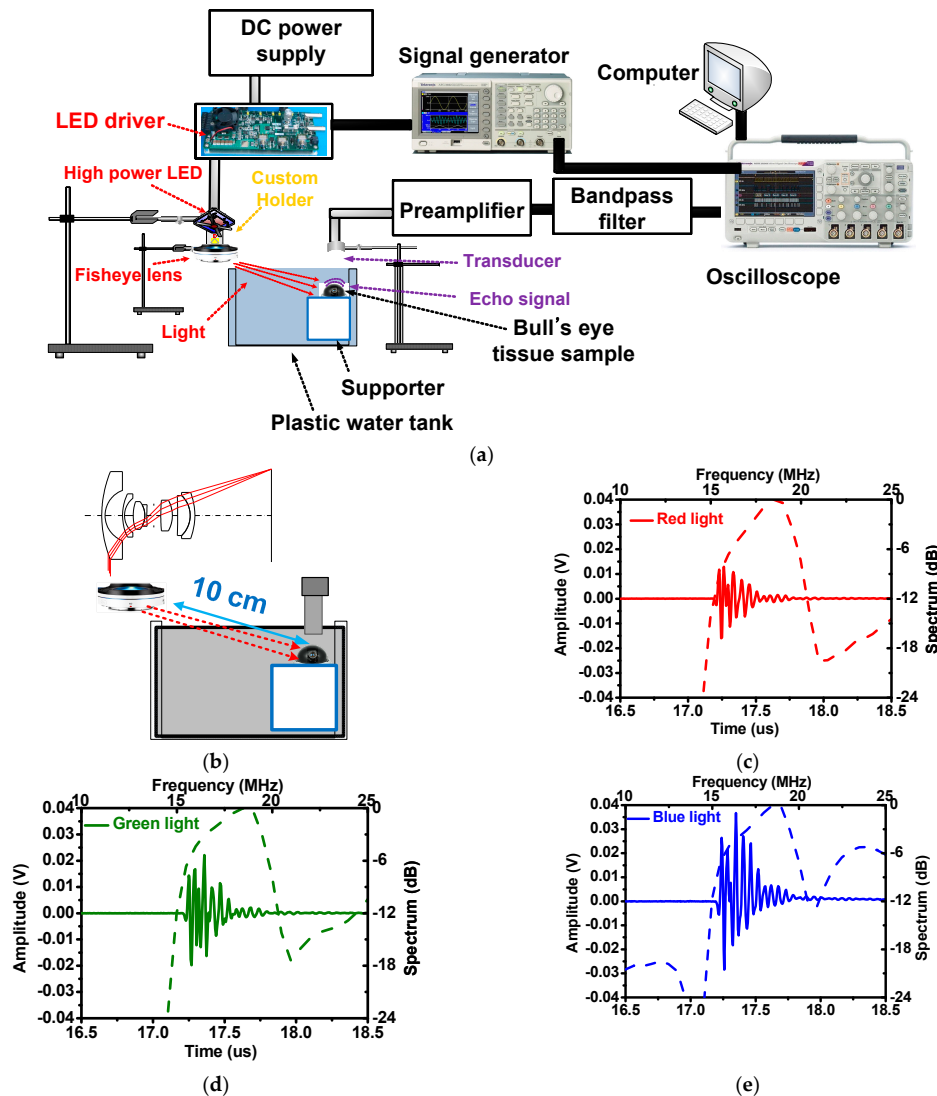 DC power
supply
Signal generator
Computer
LED driver
High power LED
Custom
Holder
Preamplifier
Bandpass
filter
Fisheye lens
Transducer
Oscilloscope
Echo signal
Light
Bull's eye
tissue sample
Supporter
Plastic water tank
(a)
10 cm
(b)
Frequency (MHz)
10 15 20 25
Red light
Amplitude (V)
0.04
0.03
0.02
0.01
0.00
-0.01
-0.02
-0.03
-0.04
Spectrum (dB)
0
-6
-12
-18
-24
16.5 17.0 17.5 18.0 18.5
Time (us)
(c)
Frequency (MHz)
10 15 20 25
Green light
Amplitude (V)
0.04
0.03
0.02
0.01
0.00
-0.01
-0.02
-0.03
-0.04
Spectrum (dB)
0
-6
-12
-18
-24
16.5 17.0 17.5 18.0 18.5
Time (us)
(d)
Frequency (MHz)
10 15 20 25
Blue light
Amplitude (V)
0.04
0.03
0.02
0.01
0.00
-0.01
-0.02
-0.03
-0.04
Spectrum (dB)
0
-6
-12
-18
-24
16.5 17.0 17.5 18.0 18.5
Time (us)
(e)